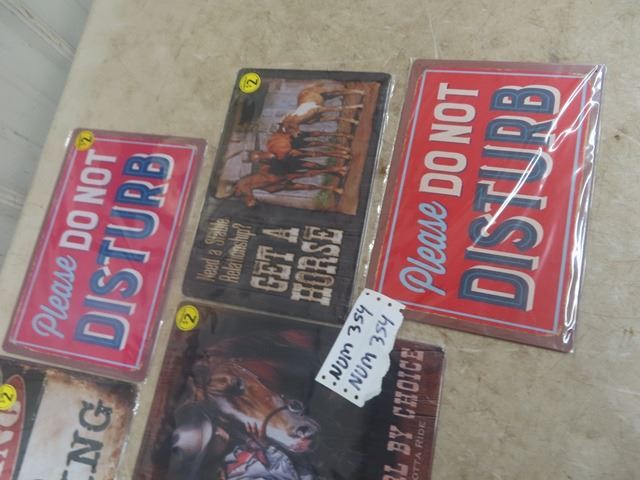 2
Please DO NOT
DISTURB
2
Need a Stable
Relationship?
GET A
HORSE
Please DO NOT
DISTURB
NUM 354
NUM 354
2
BY CHOICE
RIDE
2